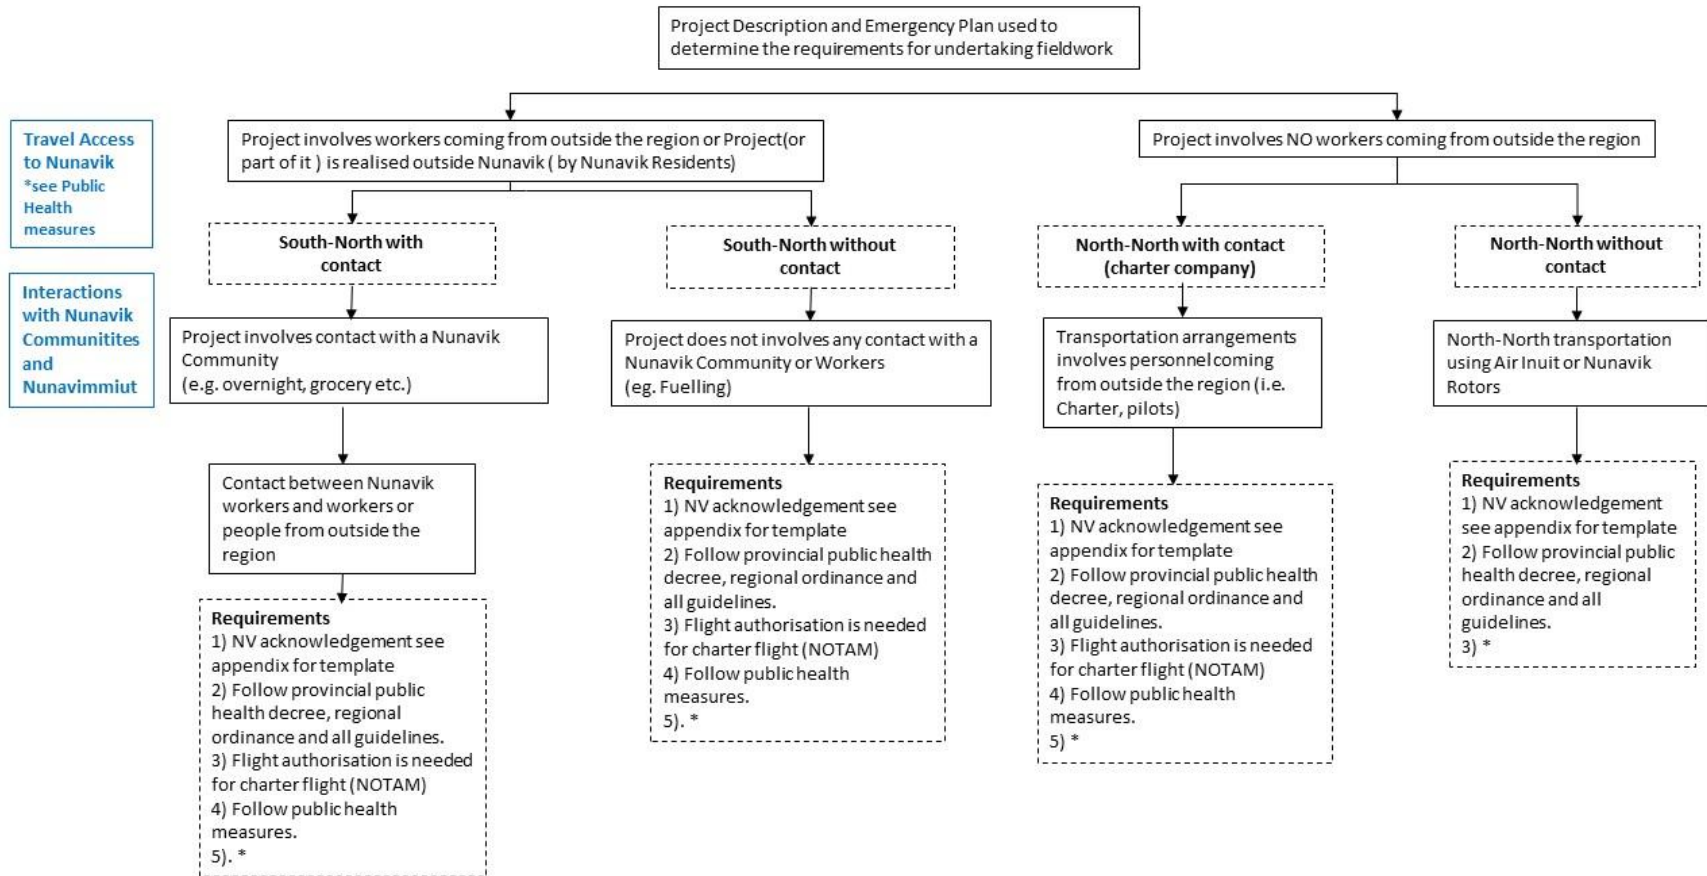 Project Description and Emergency Plan used to
determine the requirements for undertaking fieldwork
Travel Access
to Nunavik
*see Public
Health
measures
Project involves workers coming from outside the region or Project(or
part of it ) is realised outside Nunavik ( by Nunavik Residents)
Project involves NO workers coming from outside the region
South-North with
contact
South-North without
contact
North-North with contact
(charter company)
North-North without
contact
Interactions
with Nunavik
Communitites
and
Nunavimmiut
Project involves contact with a Nunavik
Community
(e.g. overnight, grocery etc.)
Project does not involves any contact with a
Nunavik Community or Workers
(eg. Fuelling)
Transportation arrangements
involves personnel coming
from outside the region (i.e.
Charter, pilots)
North-North transportation
using Air Inuit or Nunavik
Rotors
Contact between Nunavik
workers and workers or
people from outside the
region
Requirements
1) NV acknowledgement see
appendix for template
2) Follow provincial public
health decree, regional
ordinance and all guidelines.
3) Flight authorisation is needed
for charter flight (NOTAM)
4) Follow public health
measures.
5). *
Requirements
1) NV acknowledgement see
appendix for template
2) Follow provincial public health
decree, regional ordinance and
all guidelines.
3) Flight authorisation is needed
for charter flight (NOTAM)
4) Follow public health
measures.
5). *
Requirements
1) NV acknowledgement see
appendix for template
2) Follow provincial public health
decree, regional ordinance and
all guidelines.
3) Flight authorisation is needed
for charter flight (NOTAM)
4) Follow public health
measures.
5) *
Requirements
1) NV acknowledgement
see appendix for template
2) Follow provincial public
health decree, regional
ordinance and all
guidelines.
3) *